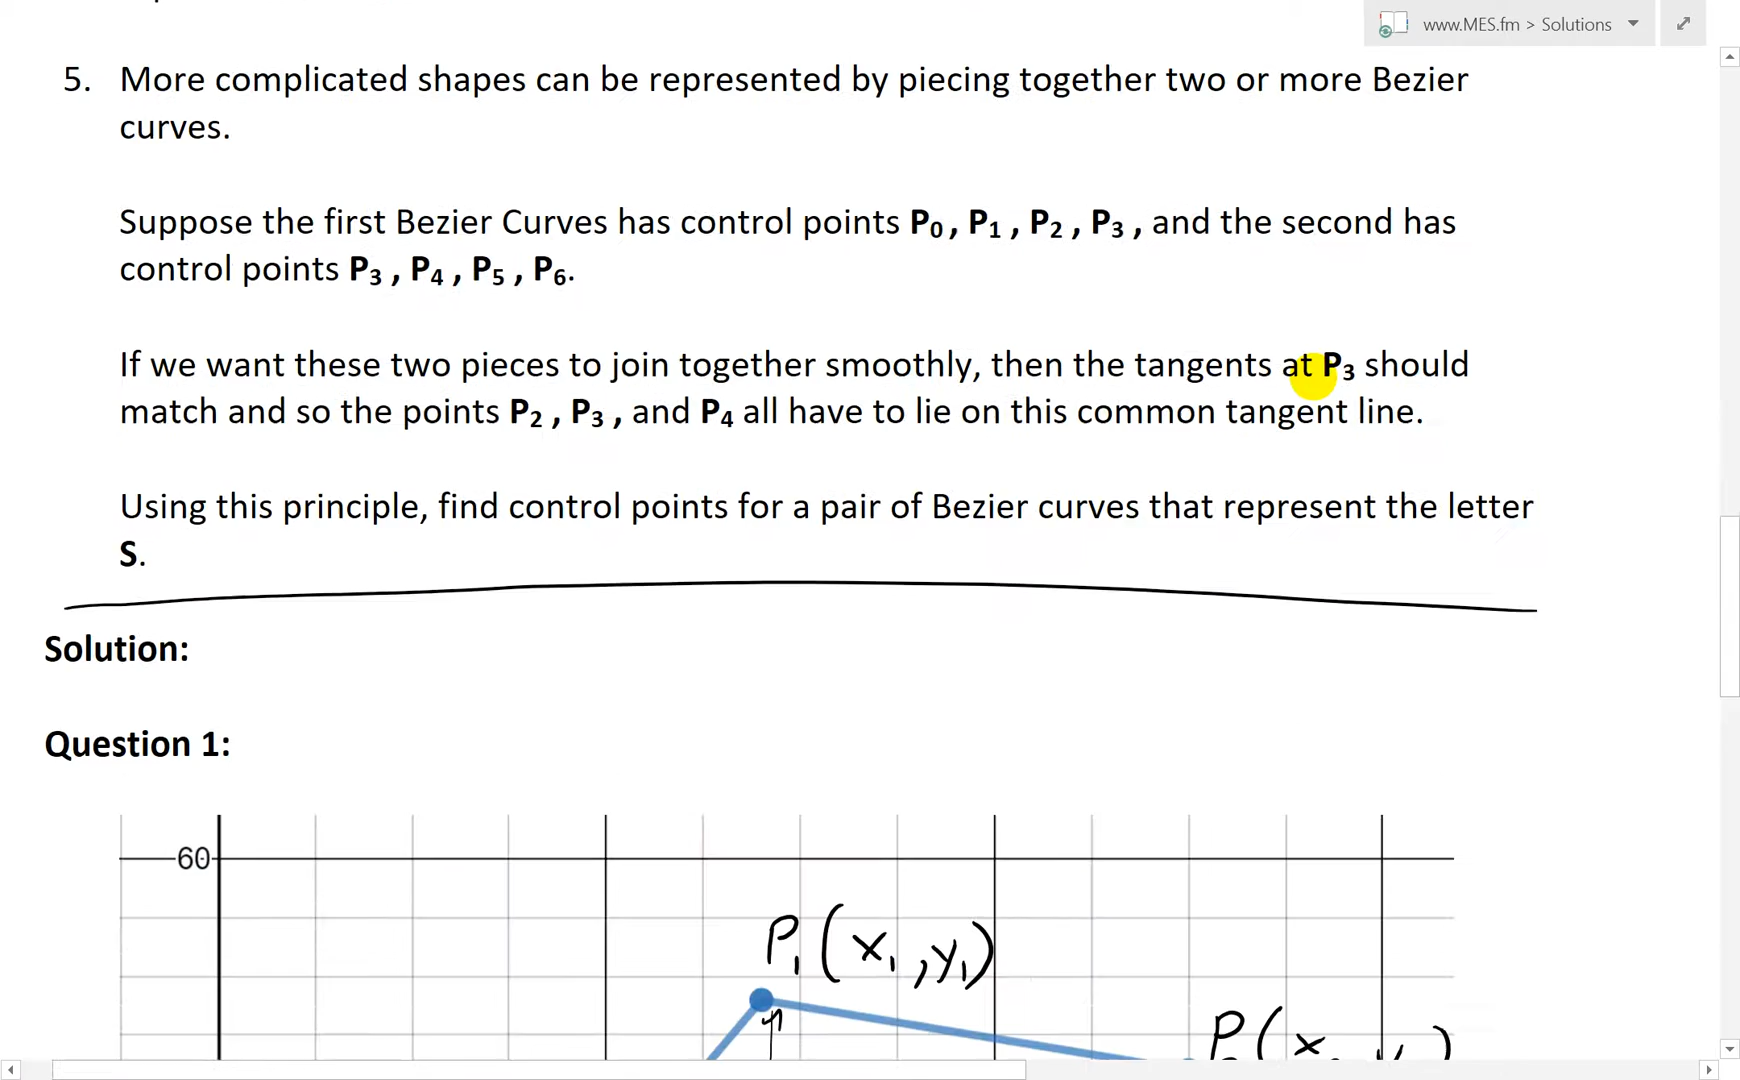 www.MES.fm > Solutions
5. More complicated shapes can be represented by piecing together two or more Bezier
curves.
Suppose the first Bezier Curves has control points P₀ , P₁ , P₂ , P₃ , and the second has
control points P₃ , P₄ , P₅ , P₆.
If we want these two pieces to join together smoothly, then the tangents at P₃ should
match and so the points P₂ , P₃ , and P₄ all have to lie on this common tangent line.
Using this principle, find control points for a pair of Bezier curves that represent the letter
S.
Solution:
Question 1:
60
P₁(x₁,y₁)